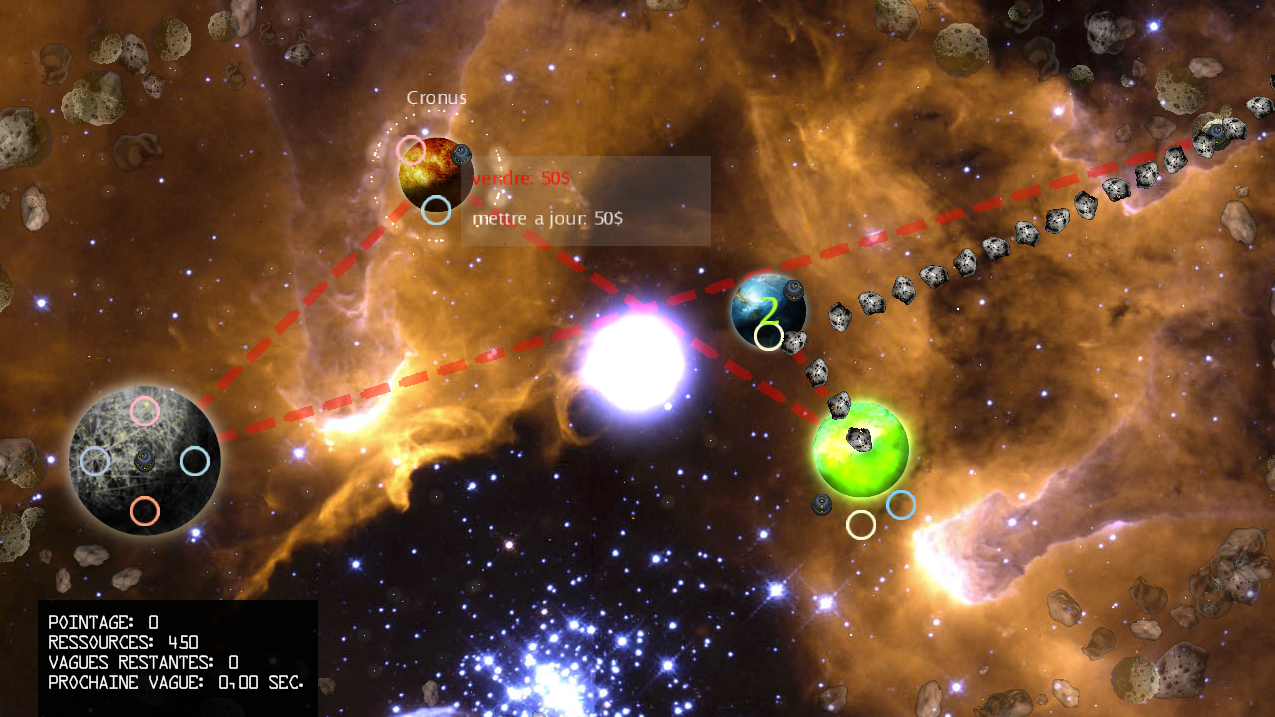 Cronus
vendre: 50$
mettre a jour: 50$
2
POINTAGE: 0
RESSOURCES: 450
VAGUES RESTANTES: 0
PROCHAINE VAGUE: 0,00 SEC.